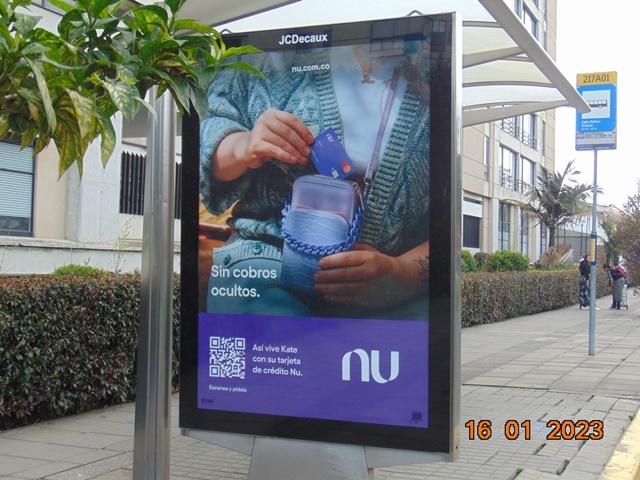 JCDecaux
nu.com.co
nu
Sin cobros
ocultos.
Así vive Kate
con su tarjeta
de crédito Nu.
nu
Escanea y pídela
217A01
16 01 2023